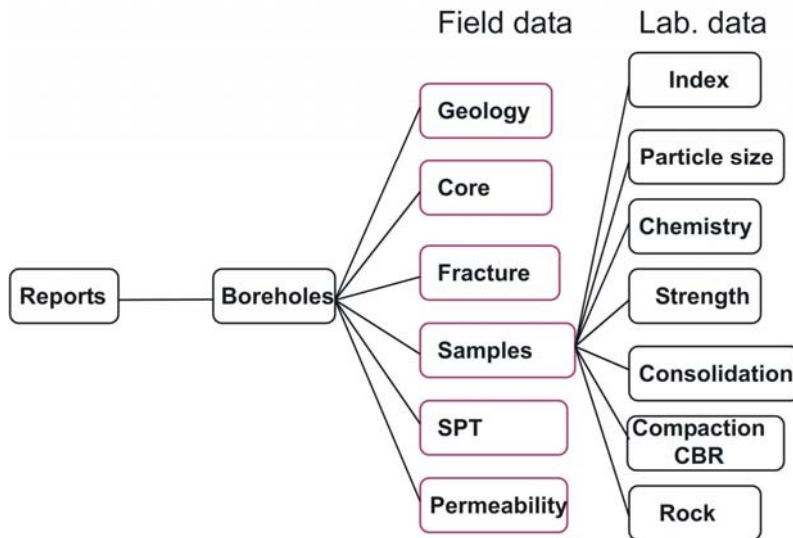 Field data
Lab. data
Reports
Boreholes
Geology
Core
Fracture
Samples
SPT
Permeability
Index
Particle size
Chemistry
Strength
Consolidation
Compaction
CBR
Rock